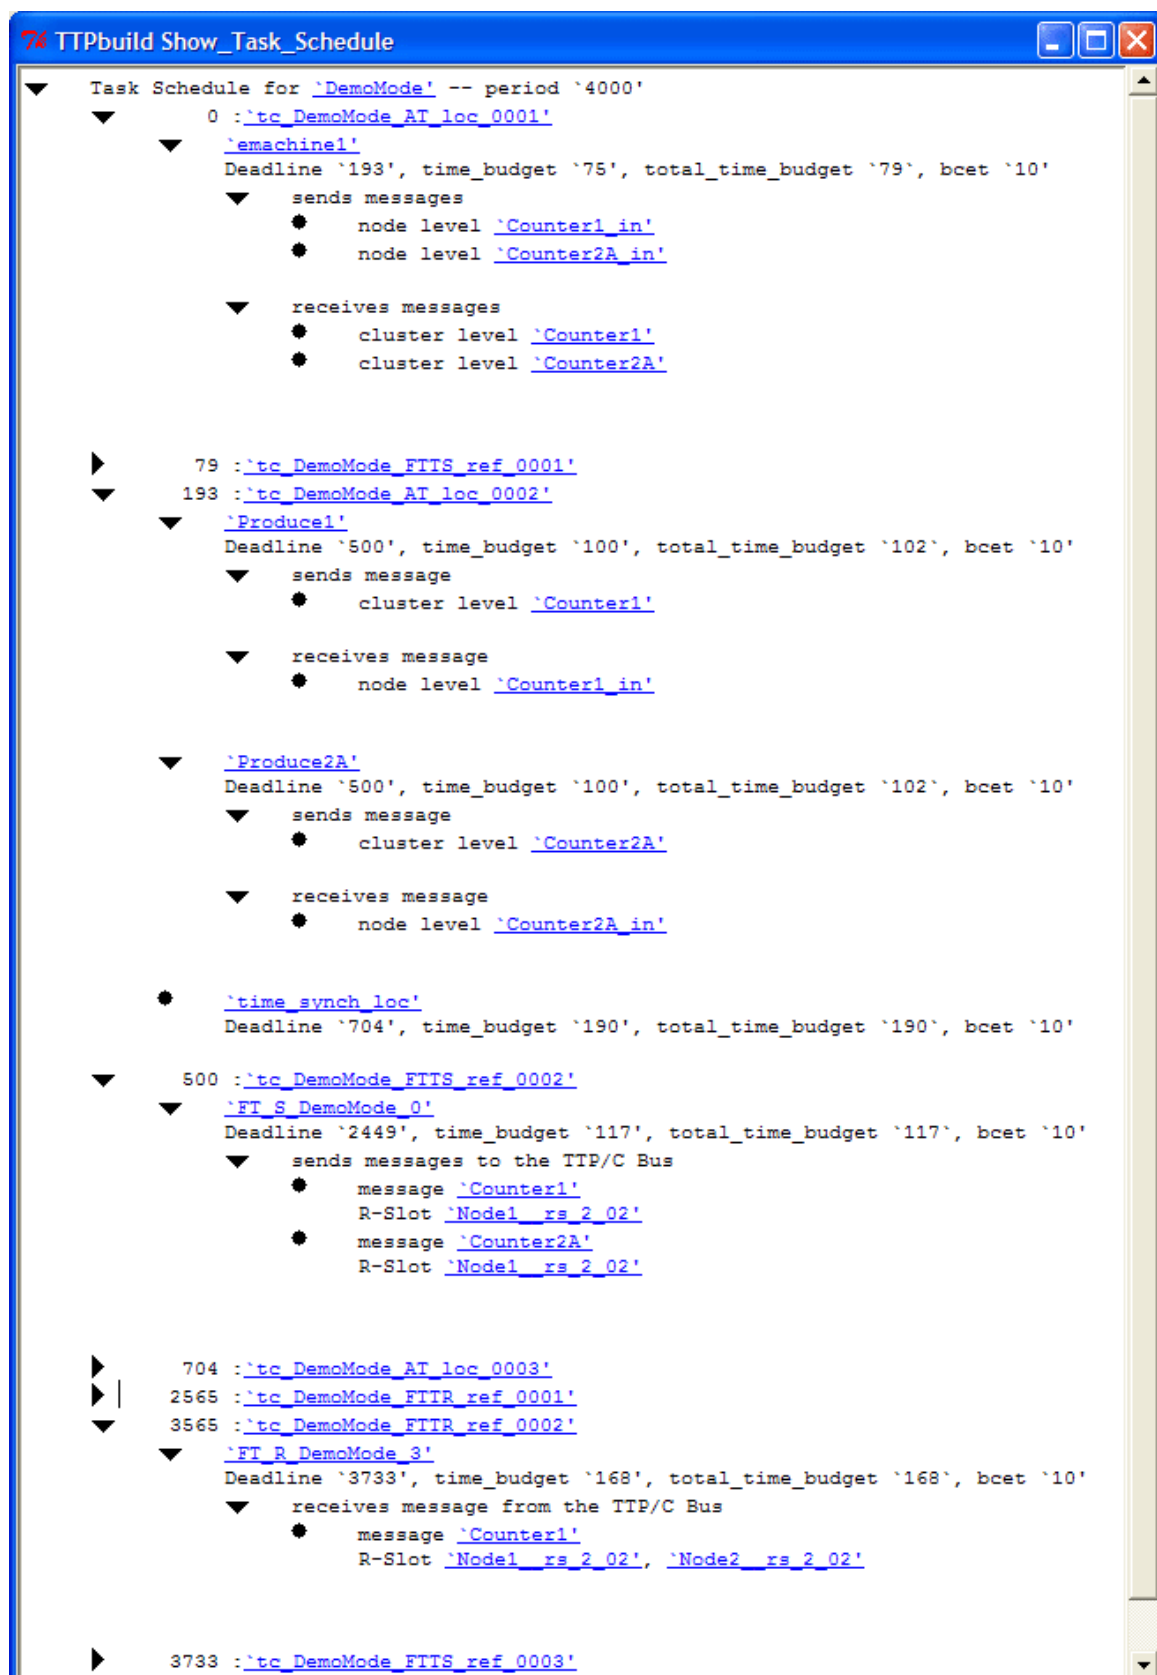 TTPbuild Show_Task_Schedule
Task Schedule for `DemoMode' -- period `4000'
0 :`tc_DemoMode_AT_loc_0001'
`emachine1'
Deadline `193', time_budget `75', total_time_budget `79`, bcet `10'
sends messages
node level `Counter1_in'
node level `Counter2A_in'
receives messages
cluster level `Counter1'
cluster level `Counter2A'
79 :`tc_DemoMode_FTTS_ref_0001'
193 :`tc_DemoMode_AT_loc_0002'
`Produce1'
Deadline `500', time_budget `100', total_time_budget `102`, bcet `10'
sends message
cluster level `Counter1'
receives message
node level `Counter1_in'
`Produce2A'
Deadline `500', time_budget `100', total_time_budget `102`, bcet `10'
sends message
cluster level `Counter2A'
receives message
node level `Counter2A_in'
`time_synch_loc'
Deadline `704', time_budget `190', total_time_budget `190`, bcet `10'
500 :`tc_DemoMode_FTTS_ref_0002'
`FT_S_DemoMode_0'
Deadline `2449', time_budget `117', total_time_budget `117`, bcet `10'
sends messages to the TTP/C Bus
message `Counter1'
R-Slot `Node1__rs_2_02'
message `Counter2A'
R-Slot `Node1__rs_2_02'
704 :`tc_DemoMode_AT_loc_0003'
2565 :`tc_DemoMode_FTTR_ref_0001'
3565 :`tc_DemoMode_FTTR_ref_0002'
`FT_R_DemoMode_3'
Deadline `3733', time_budget `168', total_time_budget `168`, bcet `10'
receives message from the TTP/C Bus
message `Counter1'
R-Slot `Node1__rs_2_02', `Node2__rs_2_02'
3733 :`tc_DemoMode_FTTS_ref_0003'